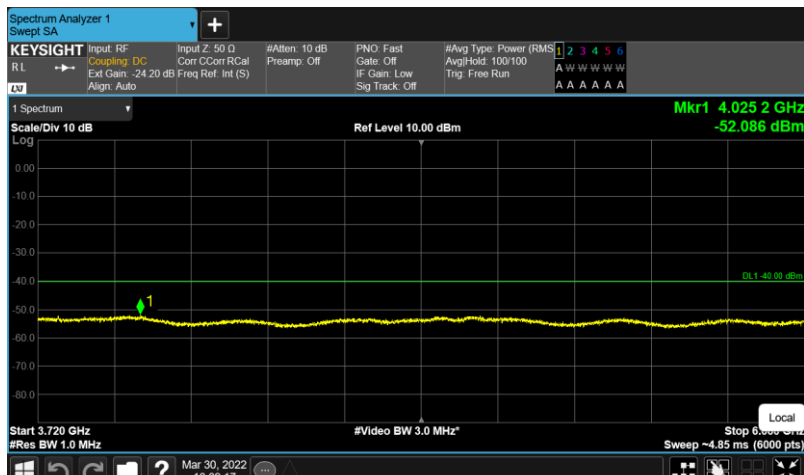 Spectrum Analyzer 1
Swept SA
+
KEYSIGHT Input: RF Input Z: 50 Ω #Atten: 10 dB PNO: Fast #Avg Type: Power (RMS 1 2 3 4 5 6
RL Coupling: DC Corr CCorr RCal Preamp: Off Gate: Off Avg|Hold: 100/100 A W W W W W
Ext Gain: -24.20 dB Freq Ref: Int (S) IF Gain: Low Trig: Free Run
LXI Align: Auto Sig Track: Off A A A A A A
1 Spectrum Mkr1 4.025 2 GHz
Scale/Div 10 dB Ref Level 10.00 dBm -52.086 dBm
Log
0.00
-10.0
-20.0
-30.0
DL1 -40.00 dBm
-40.0
1
-50.0
-60.0
-70.0
-80.0
Local
Start 3.720 GHz #Video BW 3.0 MHz* Stop
#Res BW 1.0 MHz Sweep ~4.85 ms (6000 pts)
? Mar 30, 2022